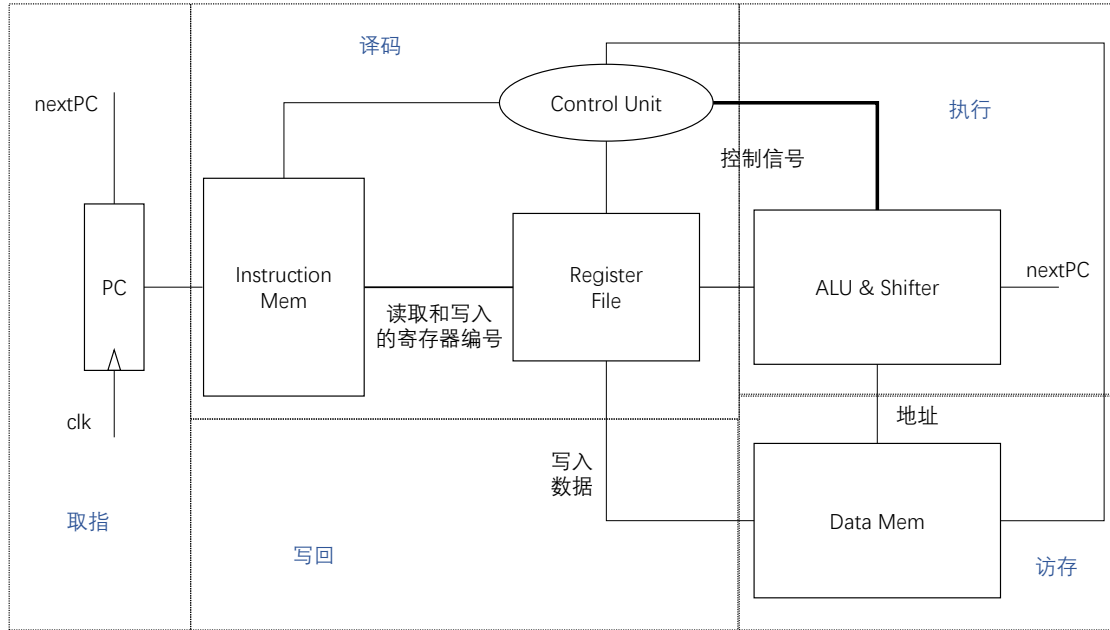 译码
nextPC
Control Unit
执行
控制信号
PC
Instruction
Mem
Register
File
ALU & Shifter
nextPC
读取和写入
的寄存器编号
clk
地址
写入
数据
取指
Data Mem
写回
访存